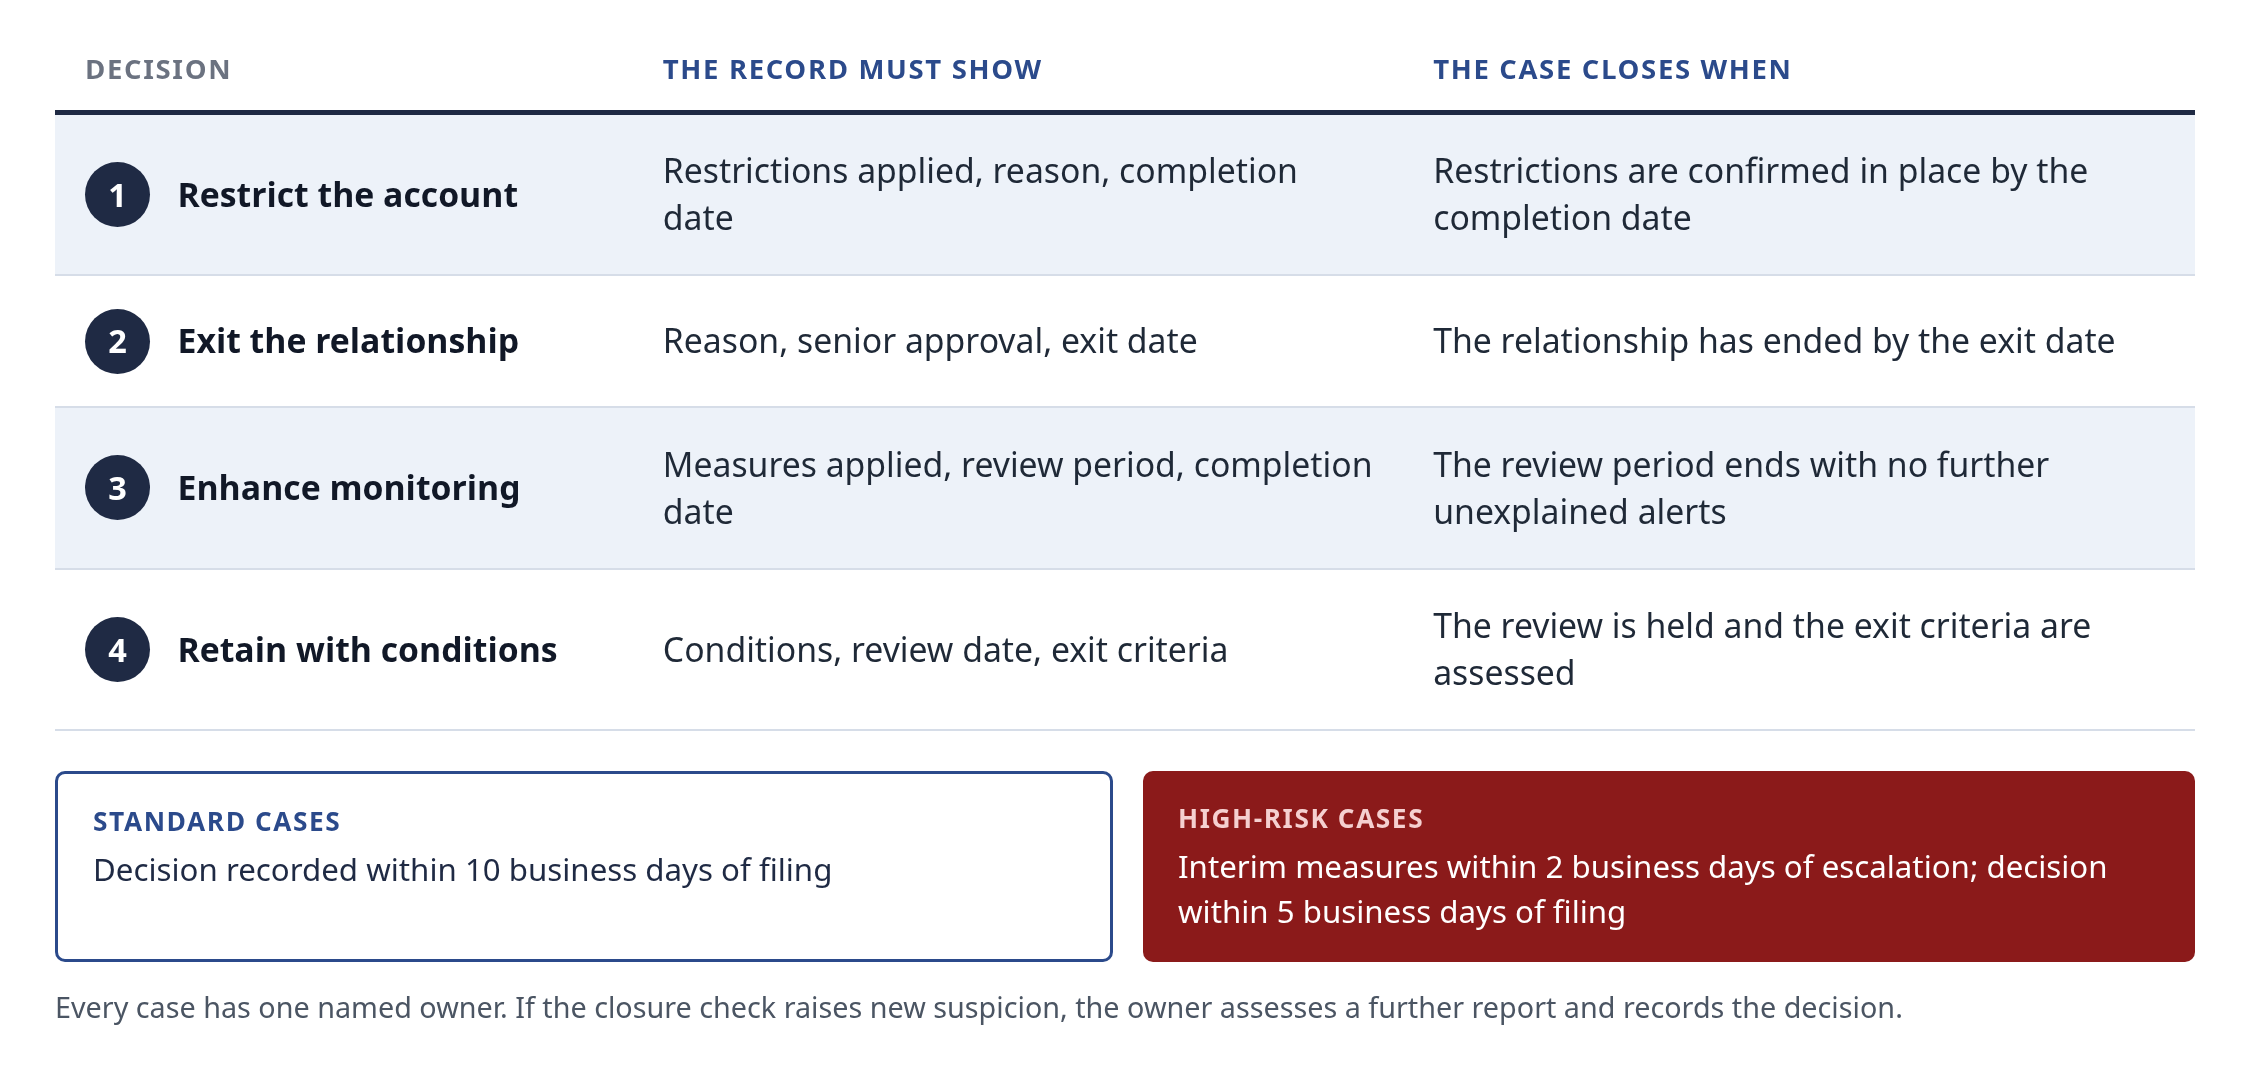 DECISION THE RECORD MUST SHOW THE CASE CLOSES WHEN
1 Restrict the account
Restrictions applied, reason, completion
date
Restrictions are confirmed in place by the
completion date
2 Exit the relationship
Reason, senior approval, exit date
The relationship has ended by the exit date
3 Enhance monitoring
Measures applied, review period, completion
date
The review period ends with no further
unexplained alerts
4 Retain with conditions
Conditions, review date, exit criteria
The review is held and the exit criteria are
assessed
STANDARD CASES
Decision recorded within 10 business days of filing
HIGH-RISK CASES
Interim measures within 2 business days of escalation; decision
within 5 business days of filing
Every case has one named owner. If the closure check raises new suspicion, the owner assesses a further report and records the decision.